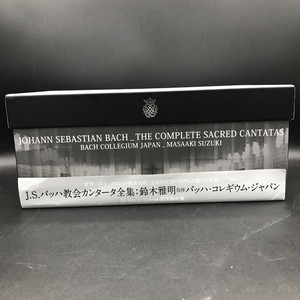 JOHANN SEBASTIAN BACH _ THE COMPLETE SACRED CANTATAS
BACH COLLEGIUM JAPAN _ MASAAKI SUZUKI
J.S.バッハ教会カンタータ全集:鈴木雅明指揮バッハ・コレギウム・ジャパン